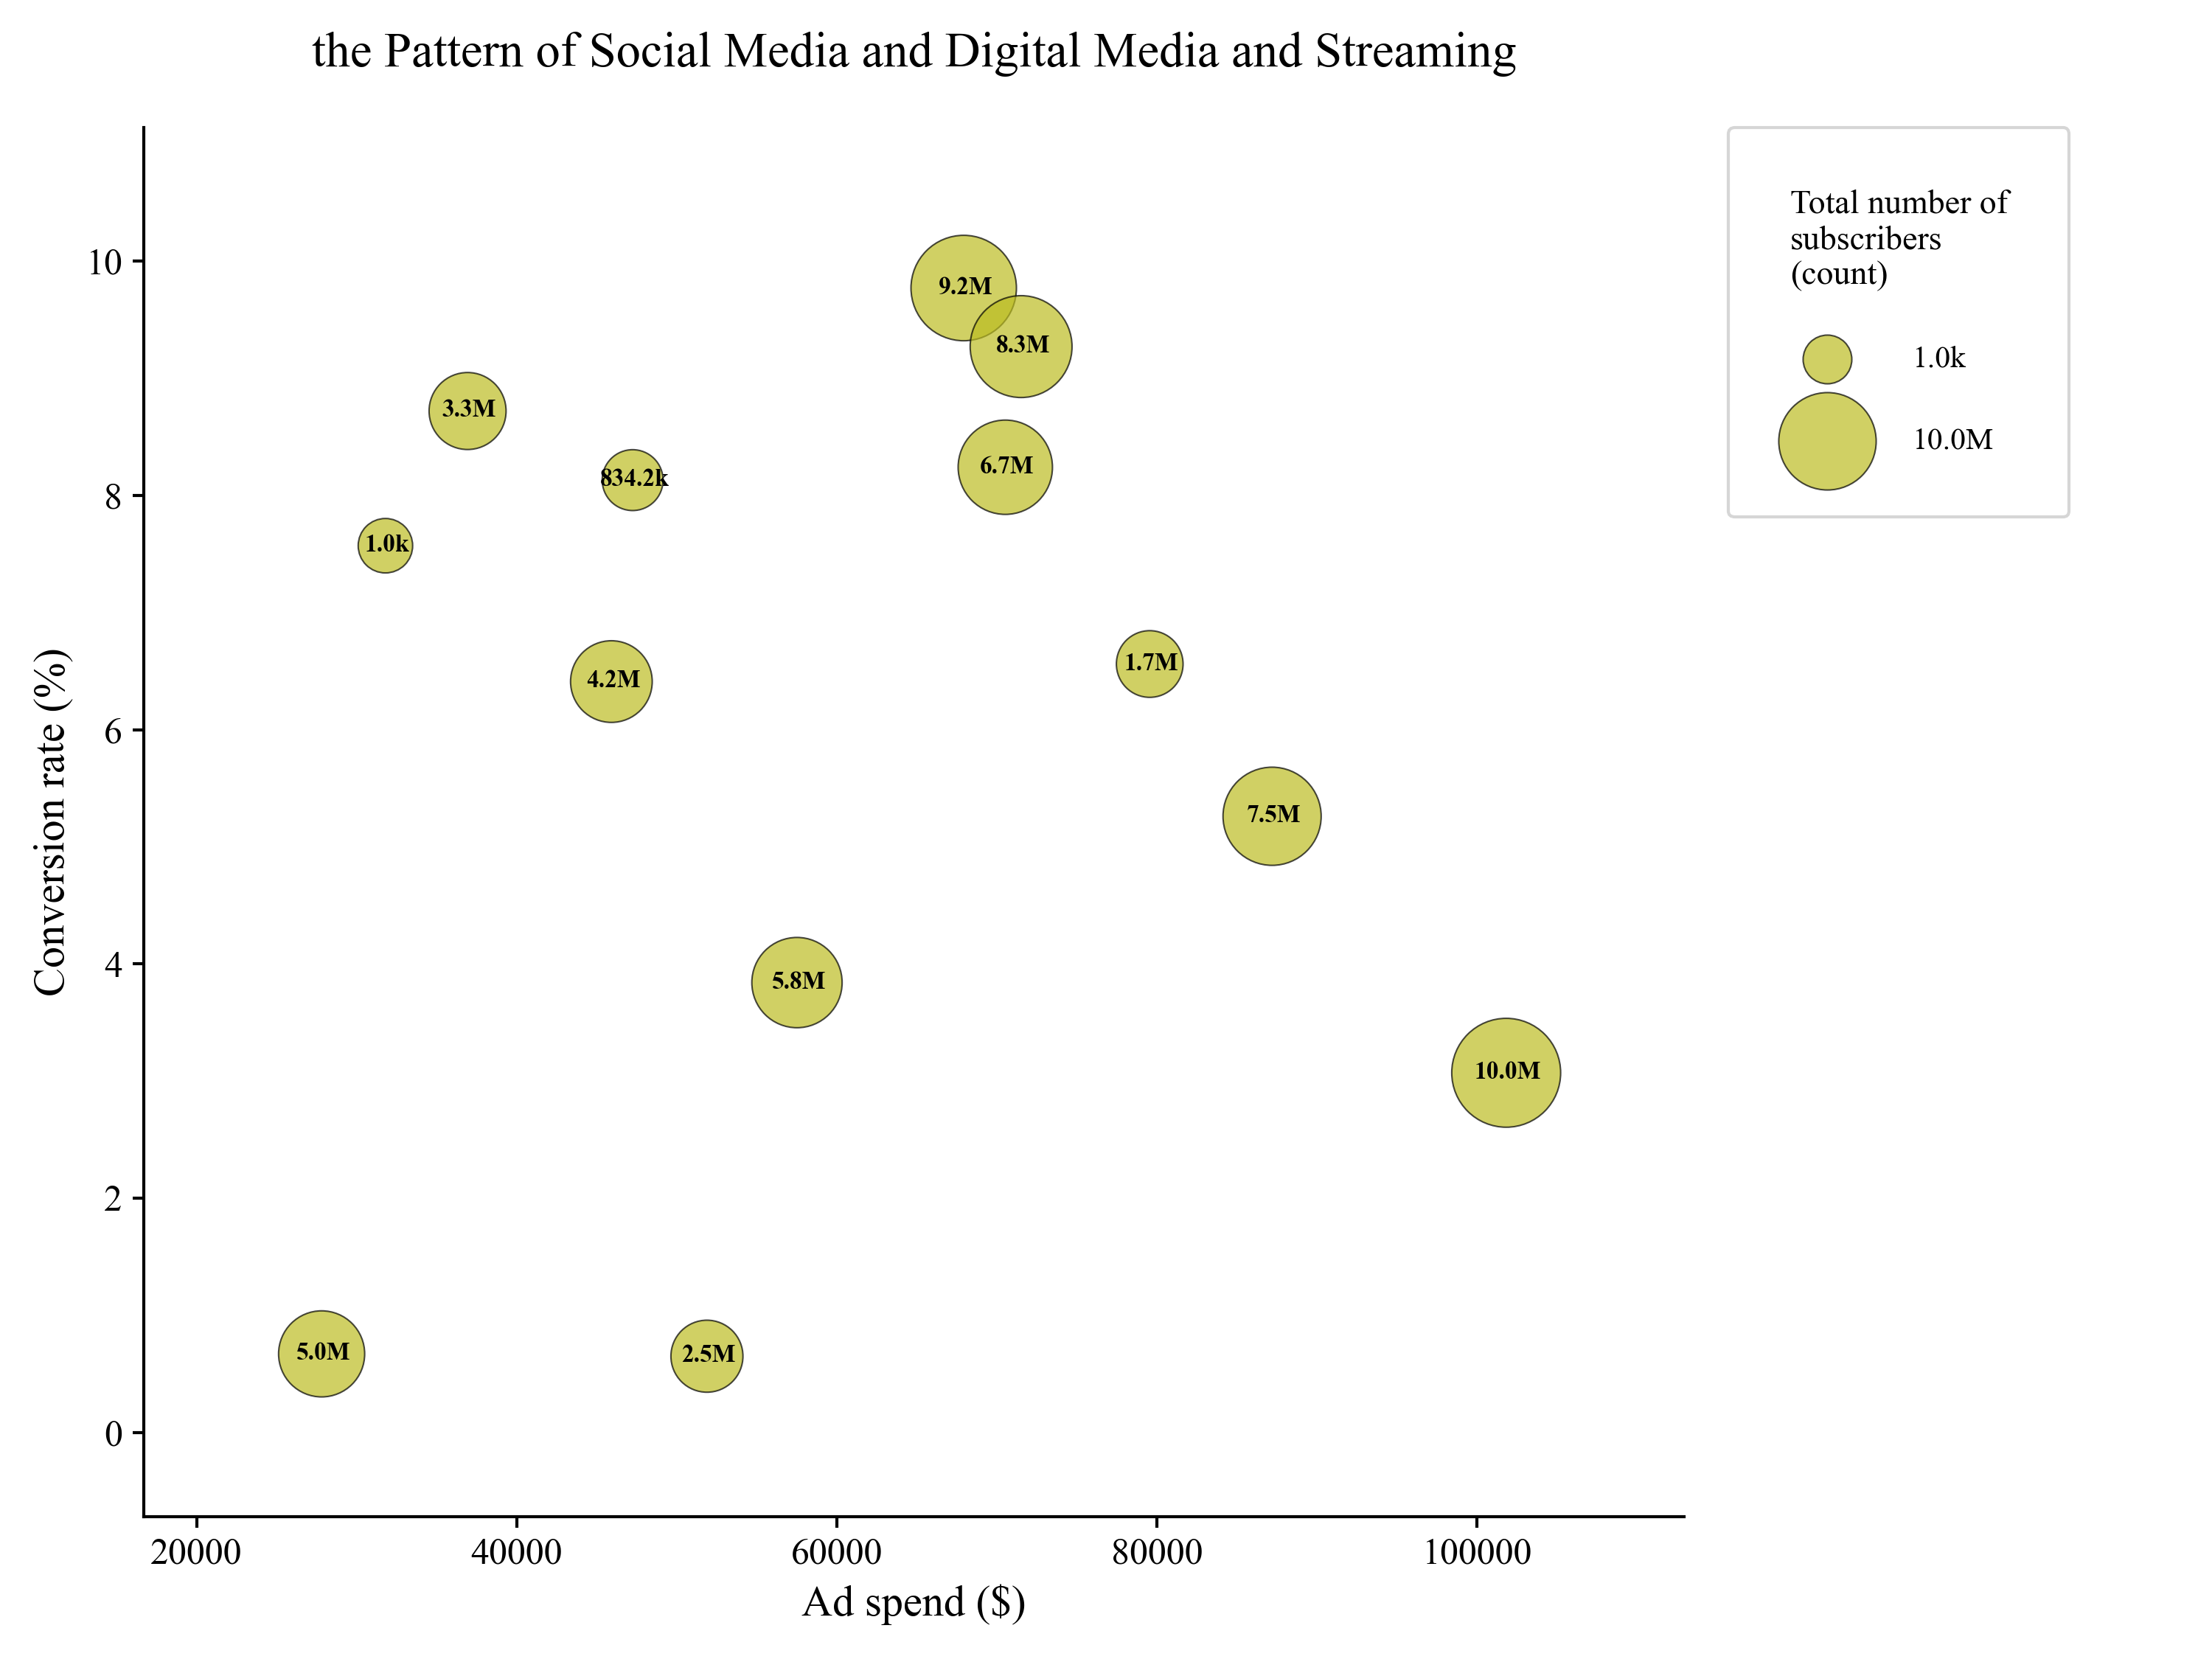 the Pattern of Social Media and Digital Media and Streaming
Total number of
subscribers
(count)
1.0k
10.0M
Conversion rate (%)
10
8
6
4
2
0
9.2M
8.3M
3.3M
6.7M
834.2k
1.0k
1.7M
4.2M
7.5M
5.8M
10.0M
5.0M
2.5M
20000
40000
60000
80000
100000
Ad spend ($)